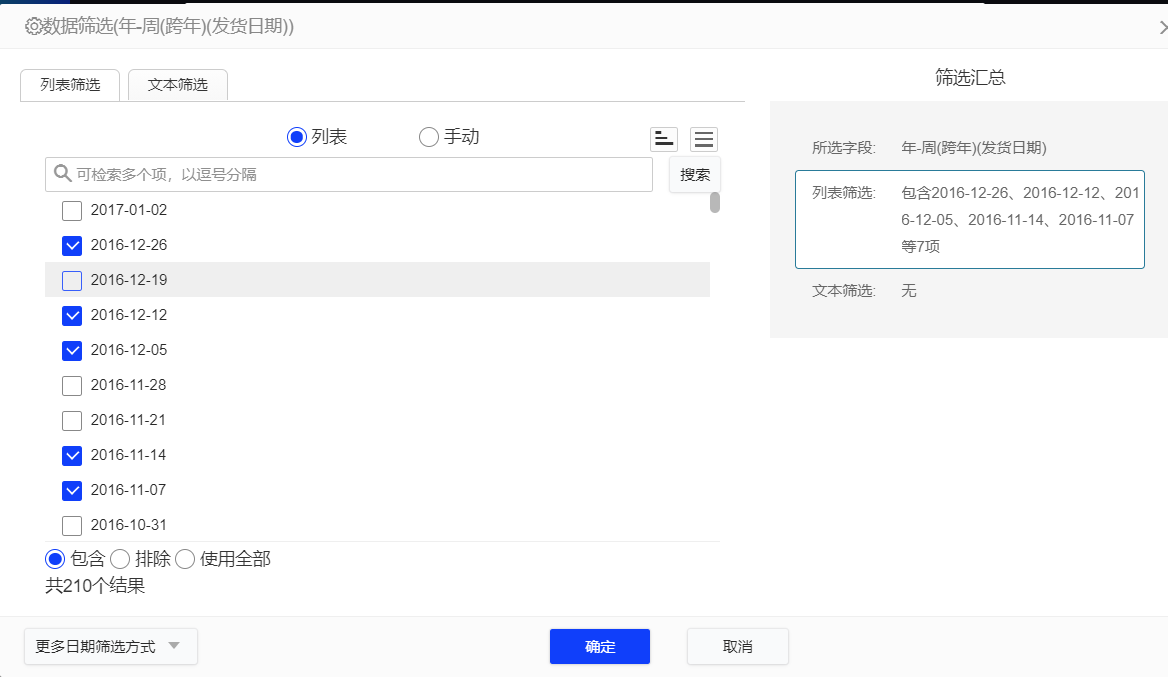 数据筛选(年-周(跨年)(发货日期))
列表筛选
文本筛选
列表
手动
可检索多个项，以逗号分隔
搜索
2017-01-02
2016-12-26
2016-12-19
2016-12-12
2016-12-05
2016-11-28
2016-11-21
2016-11-14
2016-11-07
2016-10-31
包含
排除
使用全部
共210个结果
筛选汇总
所选字段:
年-周(跨年)(发货日期)
列表筛选:
包含2016-12-26、2016-12-12、201
6-12-05、2016-11-14、2016-11-07
等7项
文本筛选:
无
更多日期筛选方式
确定
取消